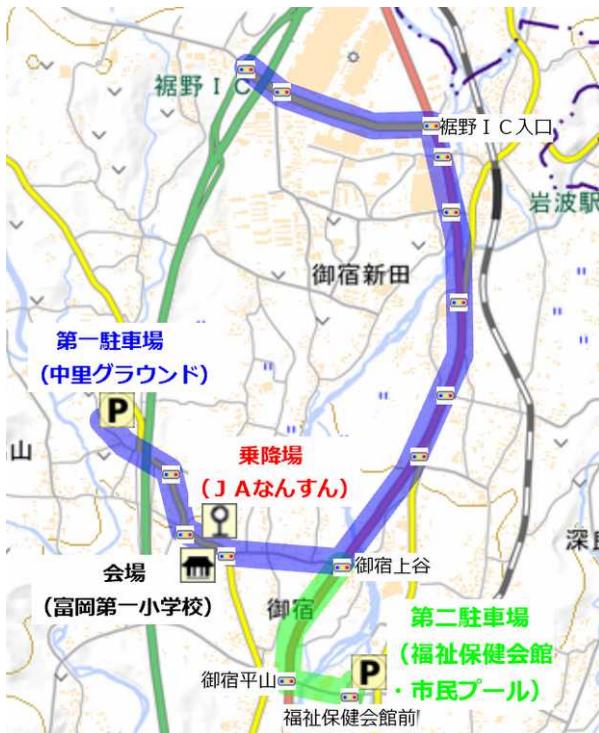 裾野ＩＣ
裾野ＩＣ入口
岩波駅
御宿新田
第一駐車場
（中里グラウンド）
P
山
乗降場
（ＪＡなんすん）
会場
（富岡第一小学校）
御宿上谷
深良
御宿
第二駐車場
（福祉保健会館
・市民プール）
P
御宿平山
福祉保健会館前